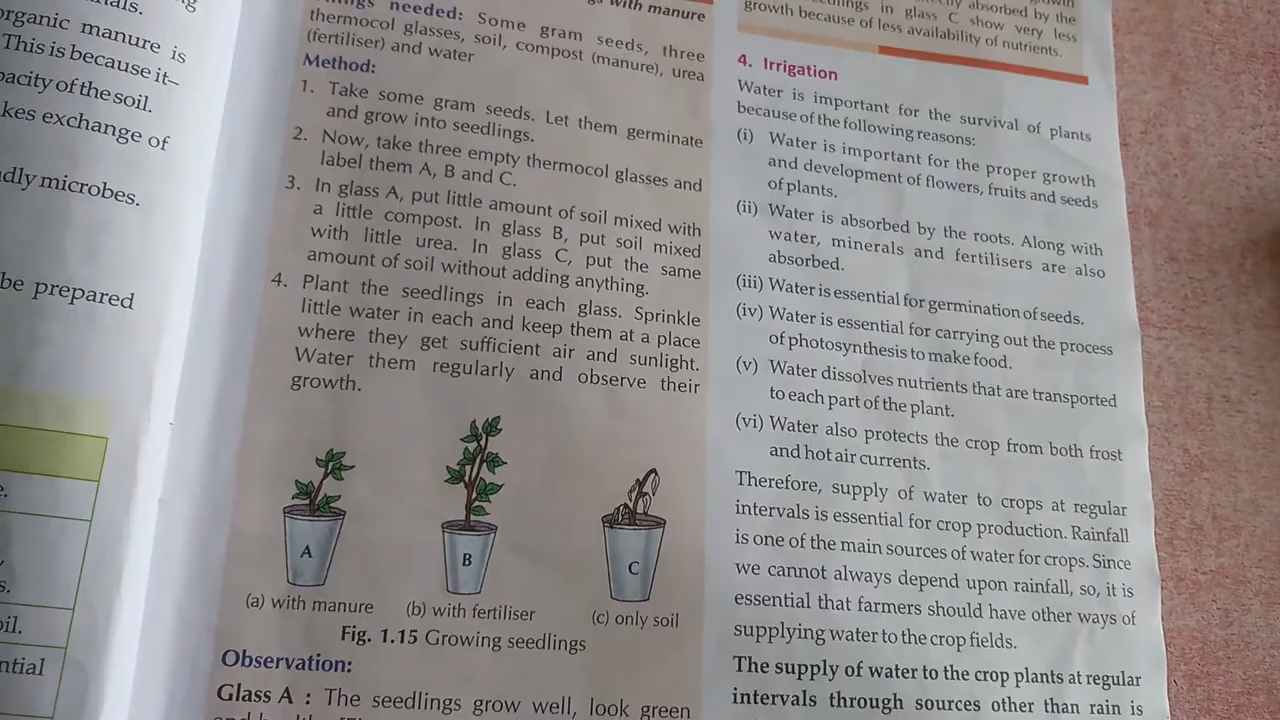 organic manure is
This is because it–
pacity of the soil.
kes exchange of
dly microbes.
be prepared
oil.
ntial
with manure
needed: Some gram seeds, three
thermocol glasses, soil, compost (manure), urea
(fertiliser) and water
Method:
1. Take some gram seeds. Let them germinate
and grow into seedlings.
2. Now, take three empty thermocol glasses and
label them A, B and C.
3. In glass A, put little amount of soil mixed with
a little compost. In glass B, put soil mixed
with little urea. In glass C, put the same
amount of soil without adding anything.
4. Plant the seedlings in each glass. Sprinkle
little water in each and keep them at a place
where they get sufficient air and sunlight.
Water them regularly and observe their
growth.
A
B
C
(a) with manure
(b) with fertiliser
(c) only soil
Fig. 1.15 Growing seedlings
Observation:
Glass A : The seedlings grow well, look green
absorbed by the
in glass C show very less
growth because of less availability of nutrients.
4. Irrigation
Water is important for the survival of plants
because of the following reasons:
(i) Water is important for the proper growth
and development of flowers, fruits and seeds
of plants.
(ii) Water is absorbed by the roots. Along with
water, minerals and fertilisers are also
absorbed.
(iii) Water is essential for germination of seeds.
(iv) Water is essential for carrying out the process
of photosynthesis to make food.
(v) Water dissolves nutrients that are transported
to each part of the plant.
(vi) Water also protects the crop from both frost
and hot air currents.
Therefore, supply of water to crops at regular
intervals is essential for crop production. Rainfall
is one of the main sources of water for crops. Since
we cannot always depend upon rainfall, so, it is
essential that farmers should have other ways of
supplying water to the crop fields.
The supply of water to the crop plants at regular
intervals through sources other than rain is